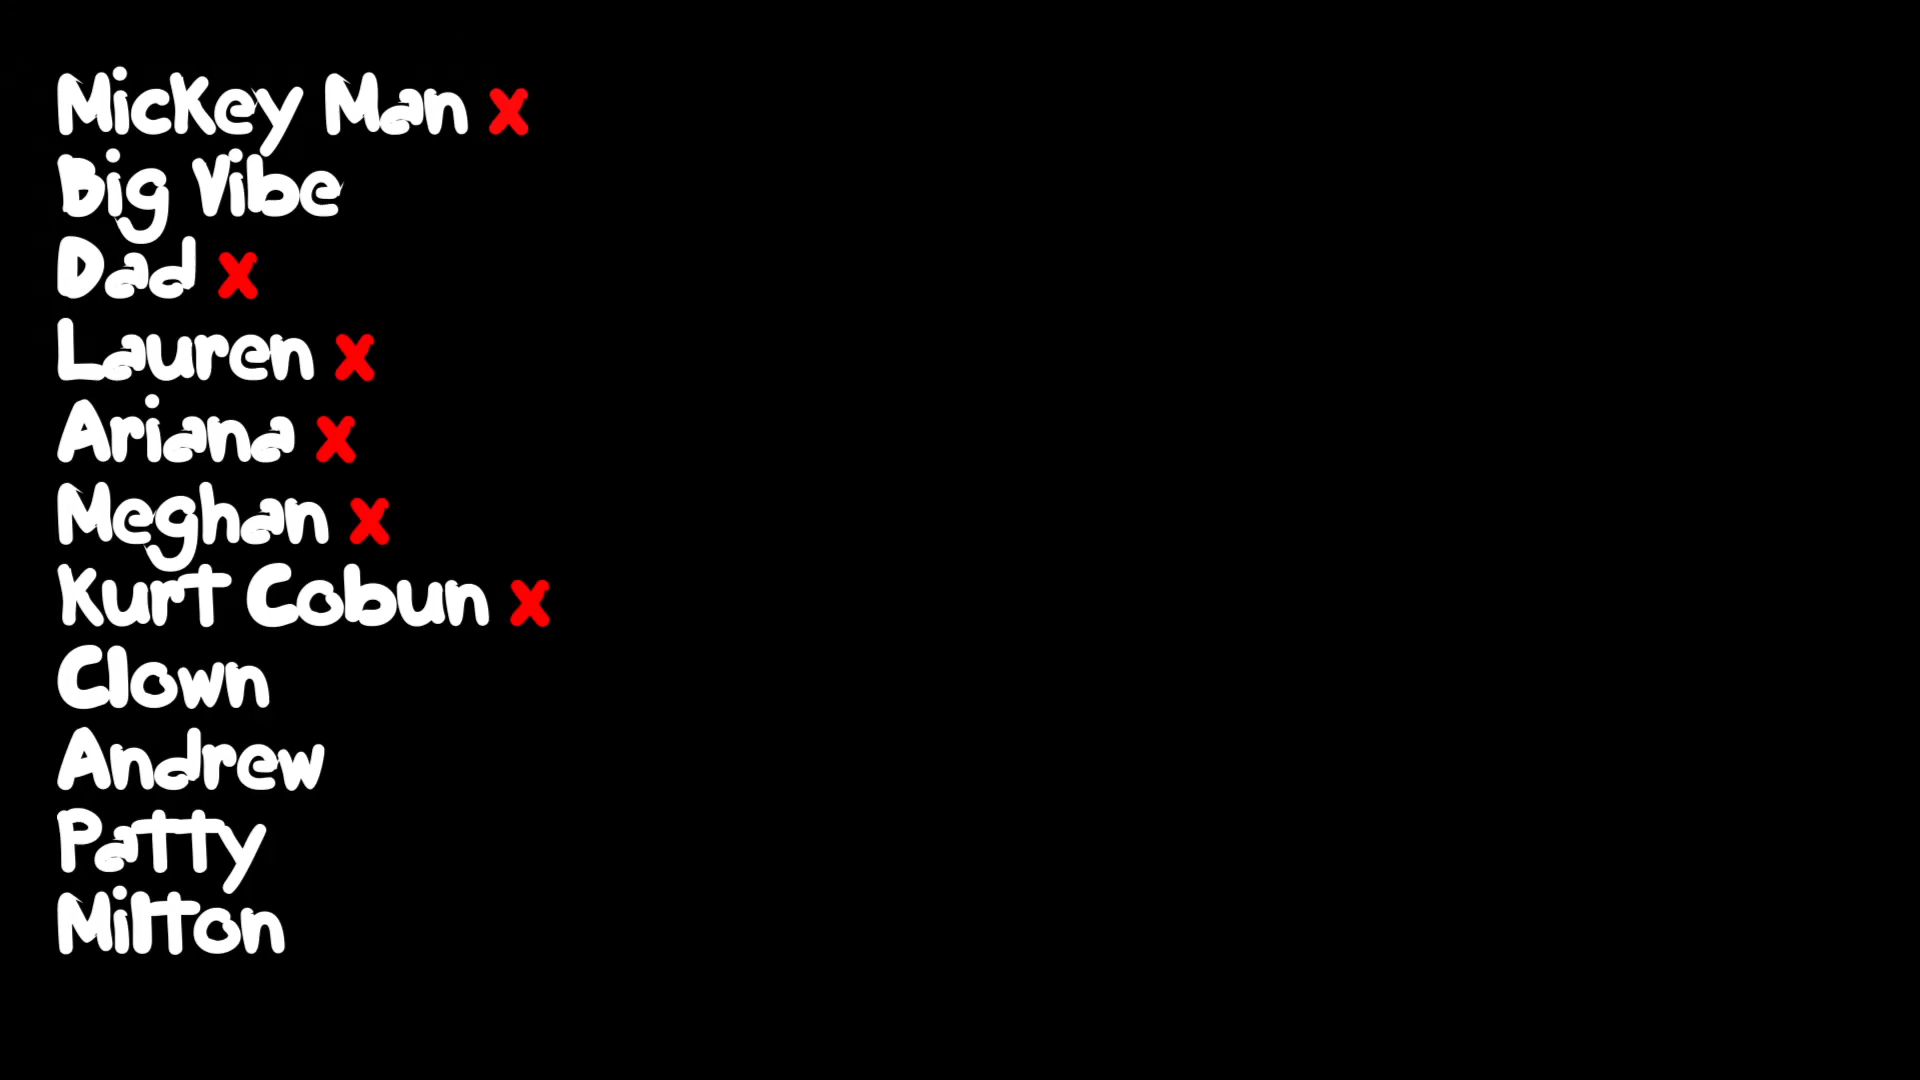 Mickey Man x
Big Vibe
Dad x
Lauren x
Ariana x
Meghan x
Kurt Cobun x
Clown
Andrew
Patty
Milton